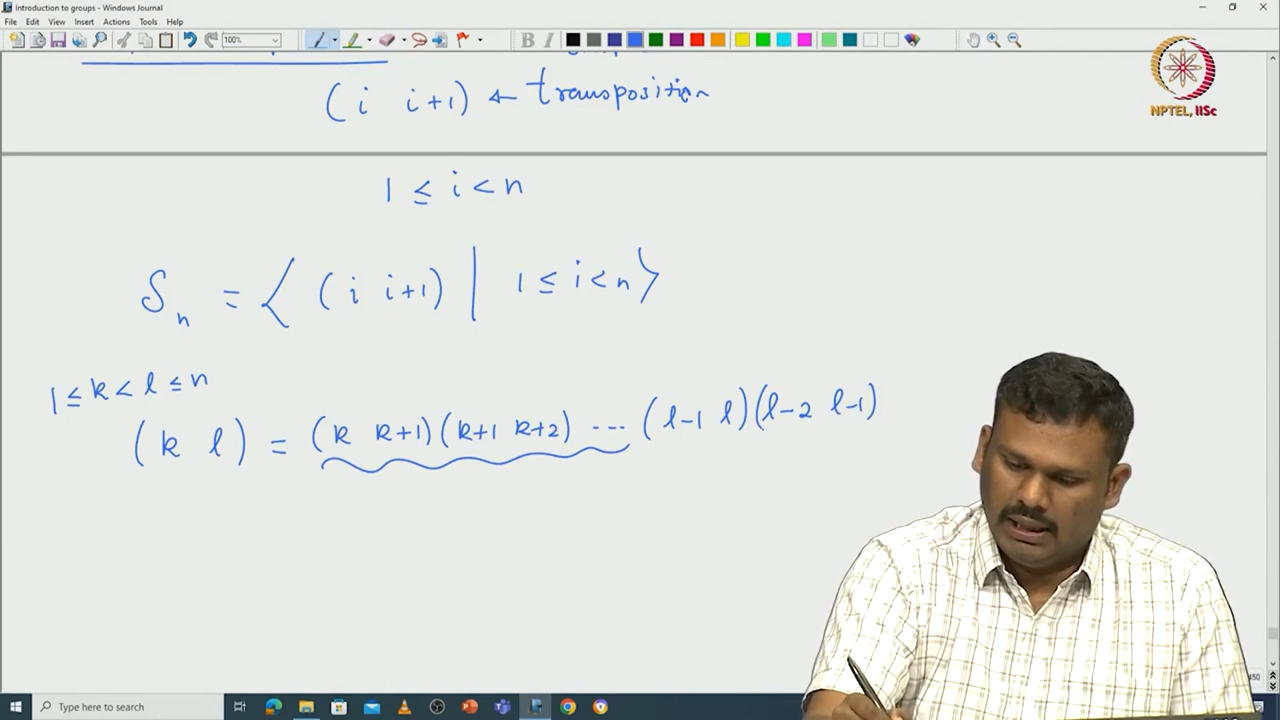 Introduction to groups - Windows Journal
File Edit View Insert Actions Tools Help
100%
B I
(i i+1) ← transposition
NPTEL, IISc
1 ≤ i < n
S_n = ⟨ (i i+1) | 1 ≤ i < n ⟩
1 ≤ k < l ≤ n
(k l) = (k k+1)(k+1 k+2) ... (l-1 l)(l-2 l-1)
Type here to search